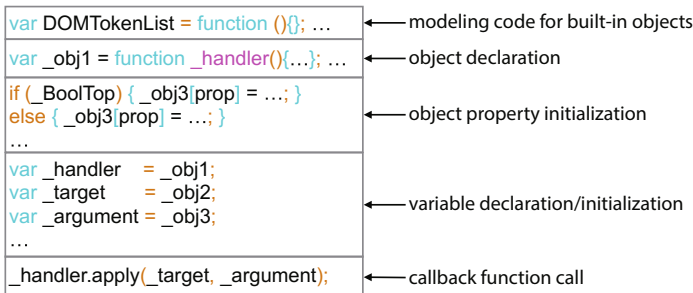 var DOMTokenList = function (){}; …
modeling code for built-in objects
var _obj1 = function _handler(){…}; …
object declaration
if (_BoolTop) { _obj3[prop] = …; }
else { _obj3[prop] = …; }
…
object property initialization
var _handler = _obj1;
var _target = _obj2;
var _argument = _obj3;
…
variable declaration/initialization
_handler.apply(_target, _argument);
callback function call